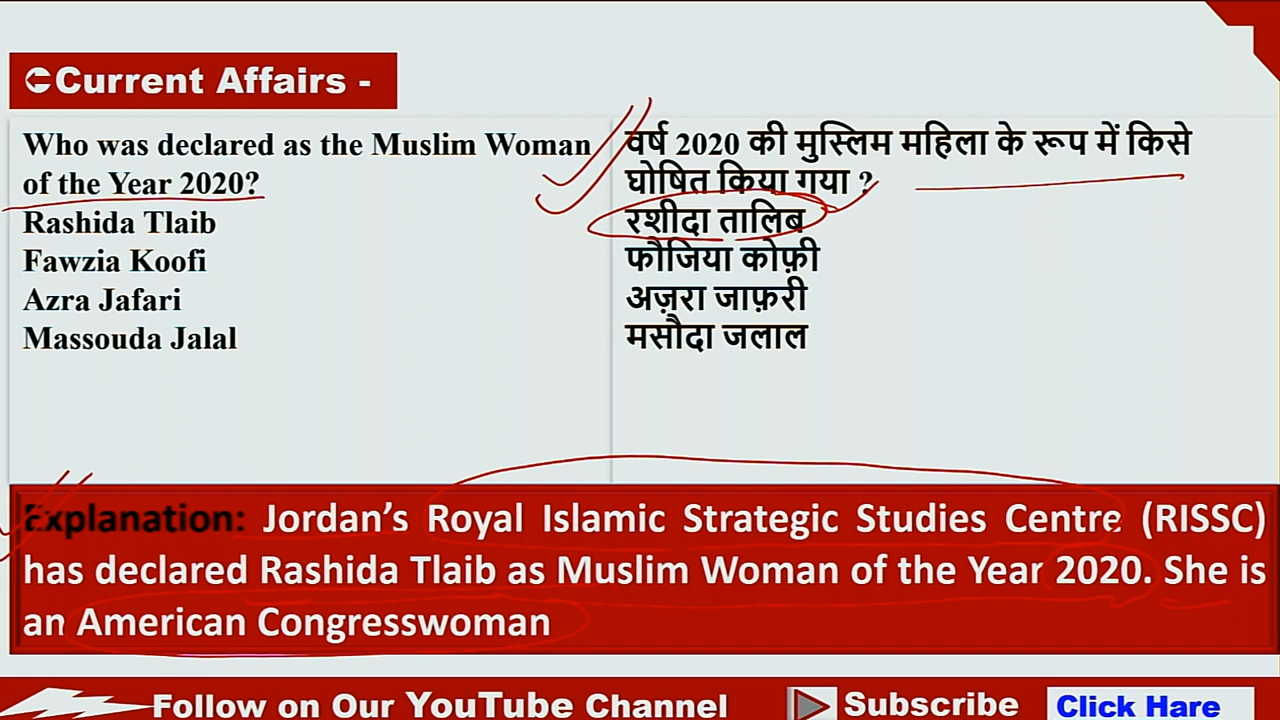 Current Affairs -
Who was declared as the Muslim Woman
of the Year 2020?
Rashida Tlaib
Fawzia Koofi
Azra Jafari
Massouda Jalal
वर्ष 2020 की मुस्लिम महिला के रूप में किसे
घोषित किया गया ?
रशीदा तालिब
फौजिया कोफ़ी
अज़रा जाफ़री
मसौदा जलाल
Explanation: Jordan’s Royal Islamic Strategic Studies Centre (RISSC)
has declared Rashida Tlaib as Muslim Woman of the Year 2020. She is
an American Congresswoman
Follow on Our YouTube Channel
Subscribe
Click Hare